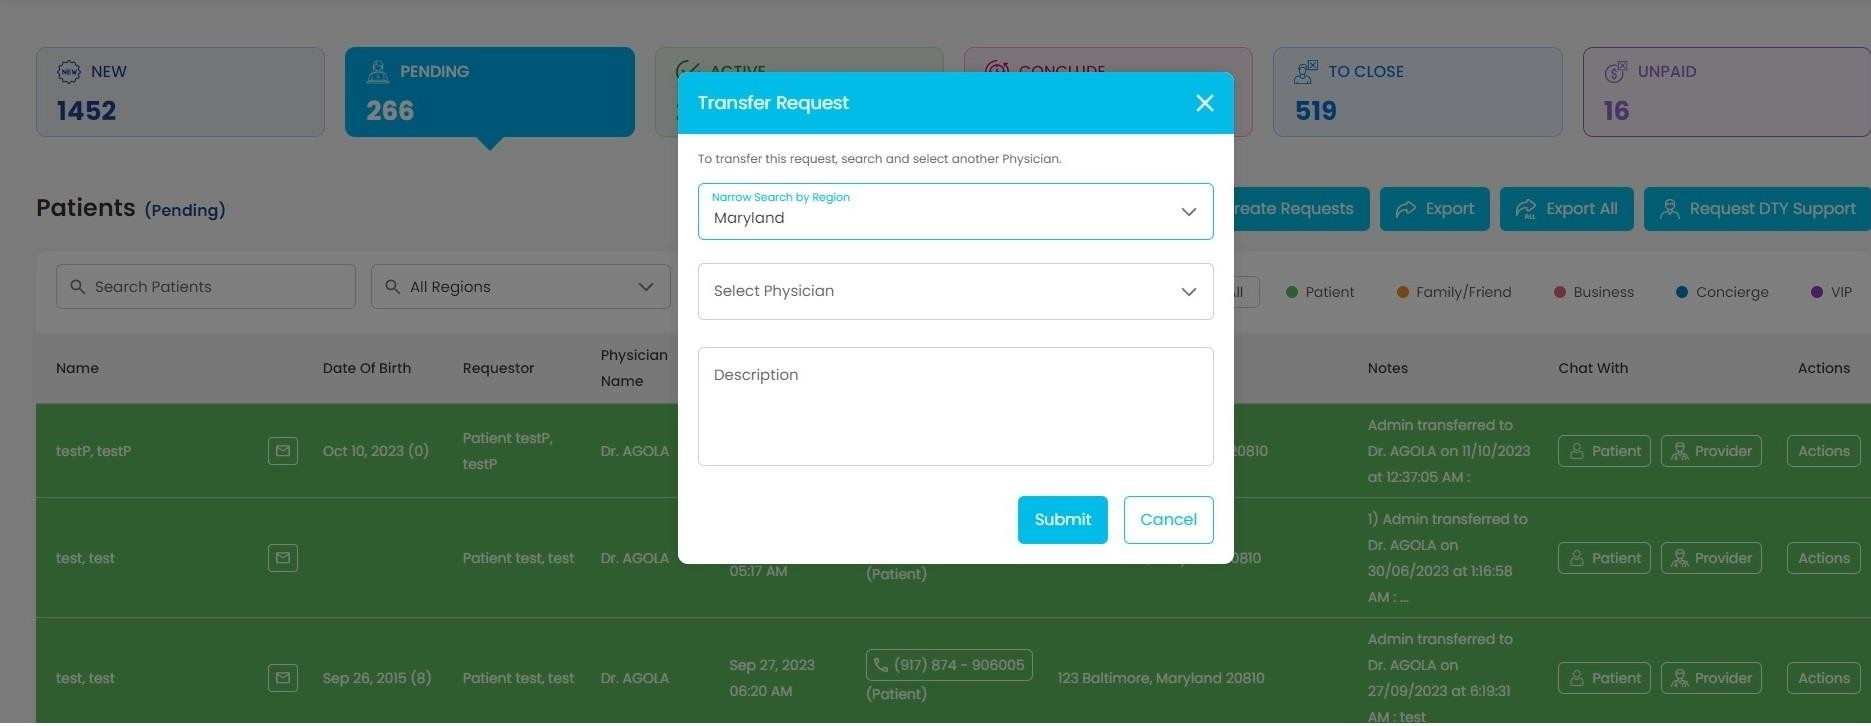 NEW
1452
PENDING
266
ACTIVE
CONCLUDE
TO CLOSE
519
UNPAID
16
Transfer Request
To transfer this request, search and select another Physician.
Narrow Search by Region
Maryland
Select Physician
Description
Submit
Cancel
Patients (Pending)
reate Requests
Export
ALL
Export All
Request DTY Support
Search Patients
All Regions
Patient
Family/Friend
Business
Concierge
VIP
Name
Date Of Birth
Requestor
Physician
Name
Notes
Chat With
Actions
testP, testP
Oct 10, 2023 (0)
Patient testP,
testP
Dr. AGOLA
20810
Admin transferred to
Dr. AGOLA on 11/10/2023
at 12:37:05 AM :
Patient
Provider
Actions
test, test
Patient test, test
Dr. AGOLA
05:17 AM
(Patient)
0810
1) Admin transferred to
Dr. AGOLA on
30/06/2023 at 1:16:58
AM : ...
Patient
Provider
Actions
test, test
Sep 26, 2015 (8)
Patient test, test
Dr. AGOLA
Sep 27, 2023
06:20 AM
(917) 874 - 906005
(Patient)
123 Baltimore, Maryland 20810
Admin transferred to
Dr. AGOLA on
27/09/2023 at 6:19:31
AM : test
Patient
Provider
Actions